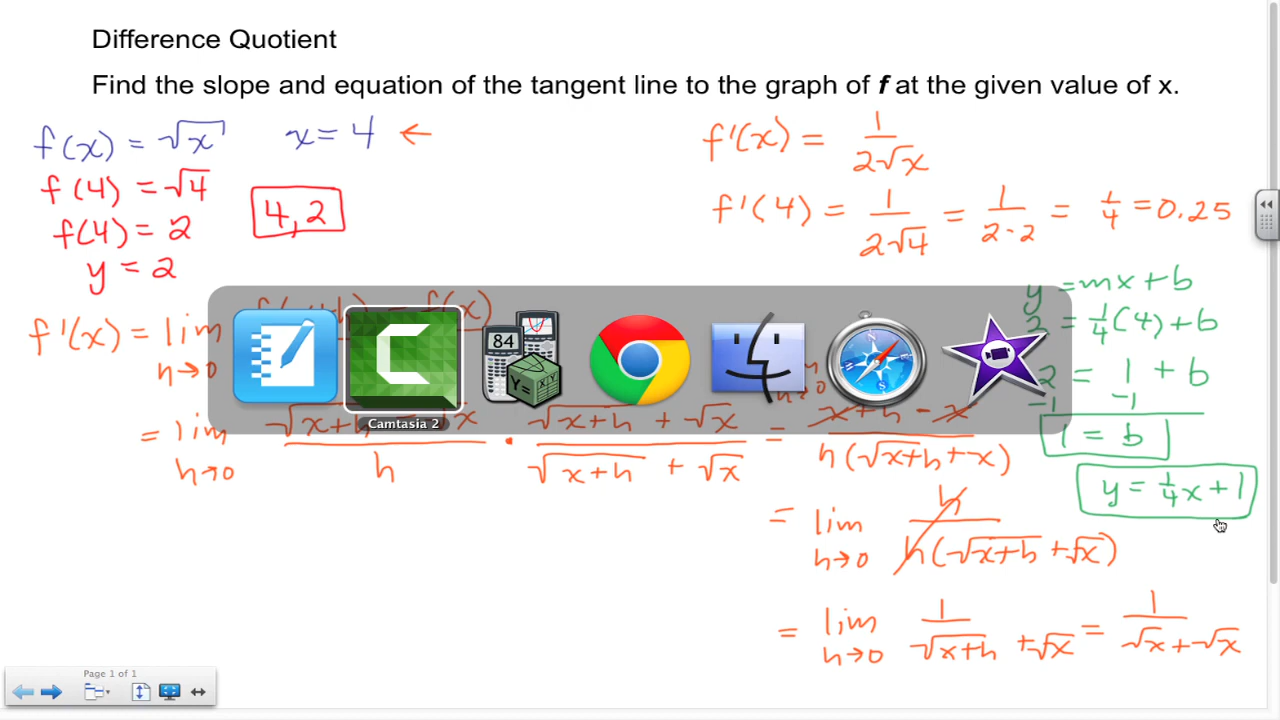 Difference Quotient
Find the slope and equation of the tangent line to the graph of f at the given value of x.
f(x) = √x    x = 4 ←
f(4) = √4
f(4) = 2    4,2
y = 2
f'(x) = 1/(2√x)
f'(4) = 1/(2√4) = 1/(2·2) = 1/4 = 0.25
y = mx + b
2 = 1/4(4) + b
2 = 1 + b
-1    -1
1 = b
y = 1/4x + 1
f'(x) = lim h→0
84
Y= X Y
Camtasia 2
= lim h→0 (√x+h - √x)/h · (√x+h + √x)/(√x+h + √x) = (x + h - x)/(h(√x+h + √x))
= lim h→0 h/(h(√x+h + √x))
= lim h→0 1/(√x+h + √x) = 1/(√x + √x)
Page 1 of 1